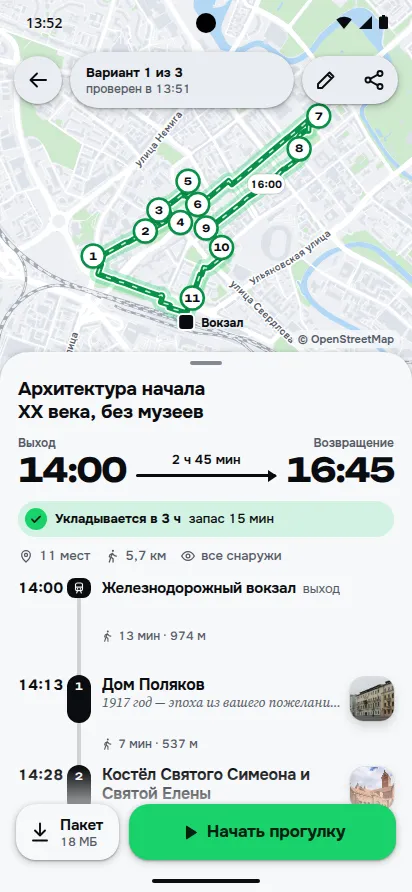 13:52
Вариант 1 из 3
проверен в 13:51
улица Немига
7
8
5
16:00
3
6
4
2
9
10
1
Ульяновская улица
улица Свердлова
11
Вокзал
лица
© OpenStreetMap
Архитектура начала
XX века, без музеев
Выход
Возвращение
14:00
2 ч 45 мин
16:45
Укладывается в 3 ч запас 15 мин
11 мест
5,7 км
все снаружи
14:00 Железнодорожный вокзал выход
13 мин · 974 м
14:13 1 Дом Поляков
1917 год — эпоха из вашего пожелани...
7 мин · 537 м
14:28 2 Костёл Святого Симеона и
Святой Елены
Пакет
18 МБ
Начать прогулку